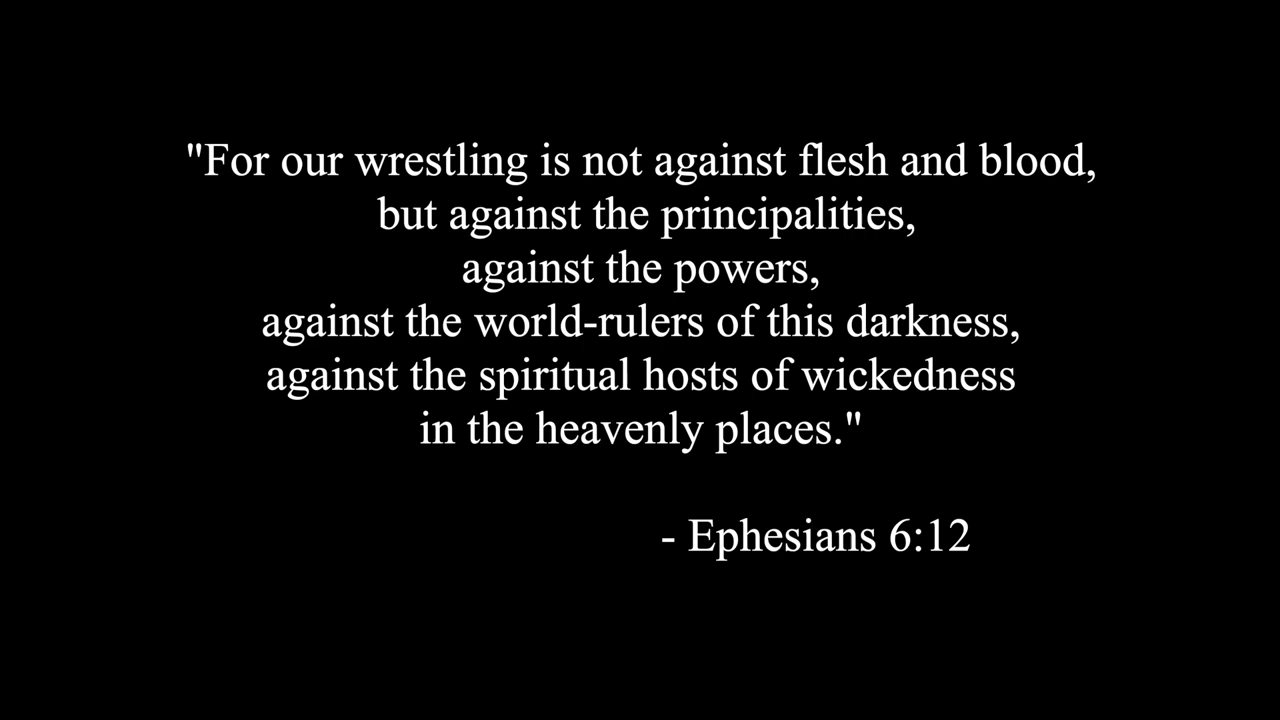 "For our wrestling is not against flesh and blood,
but against the principalities,
against the powers,
against the world-rulers of this darkness,
against the spiritual hosts of wickedness
in the heavenly places."
- Ephesians 6:12